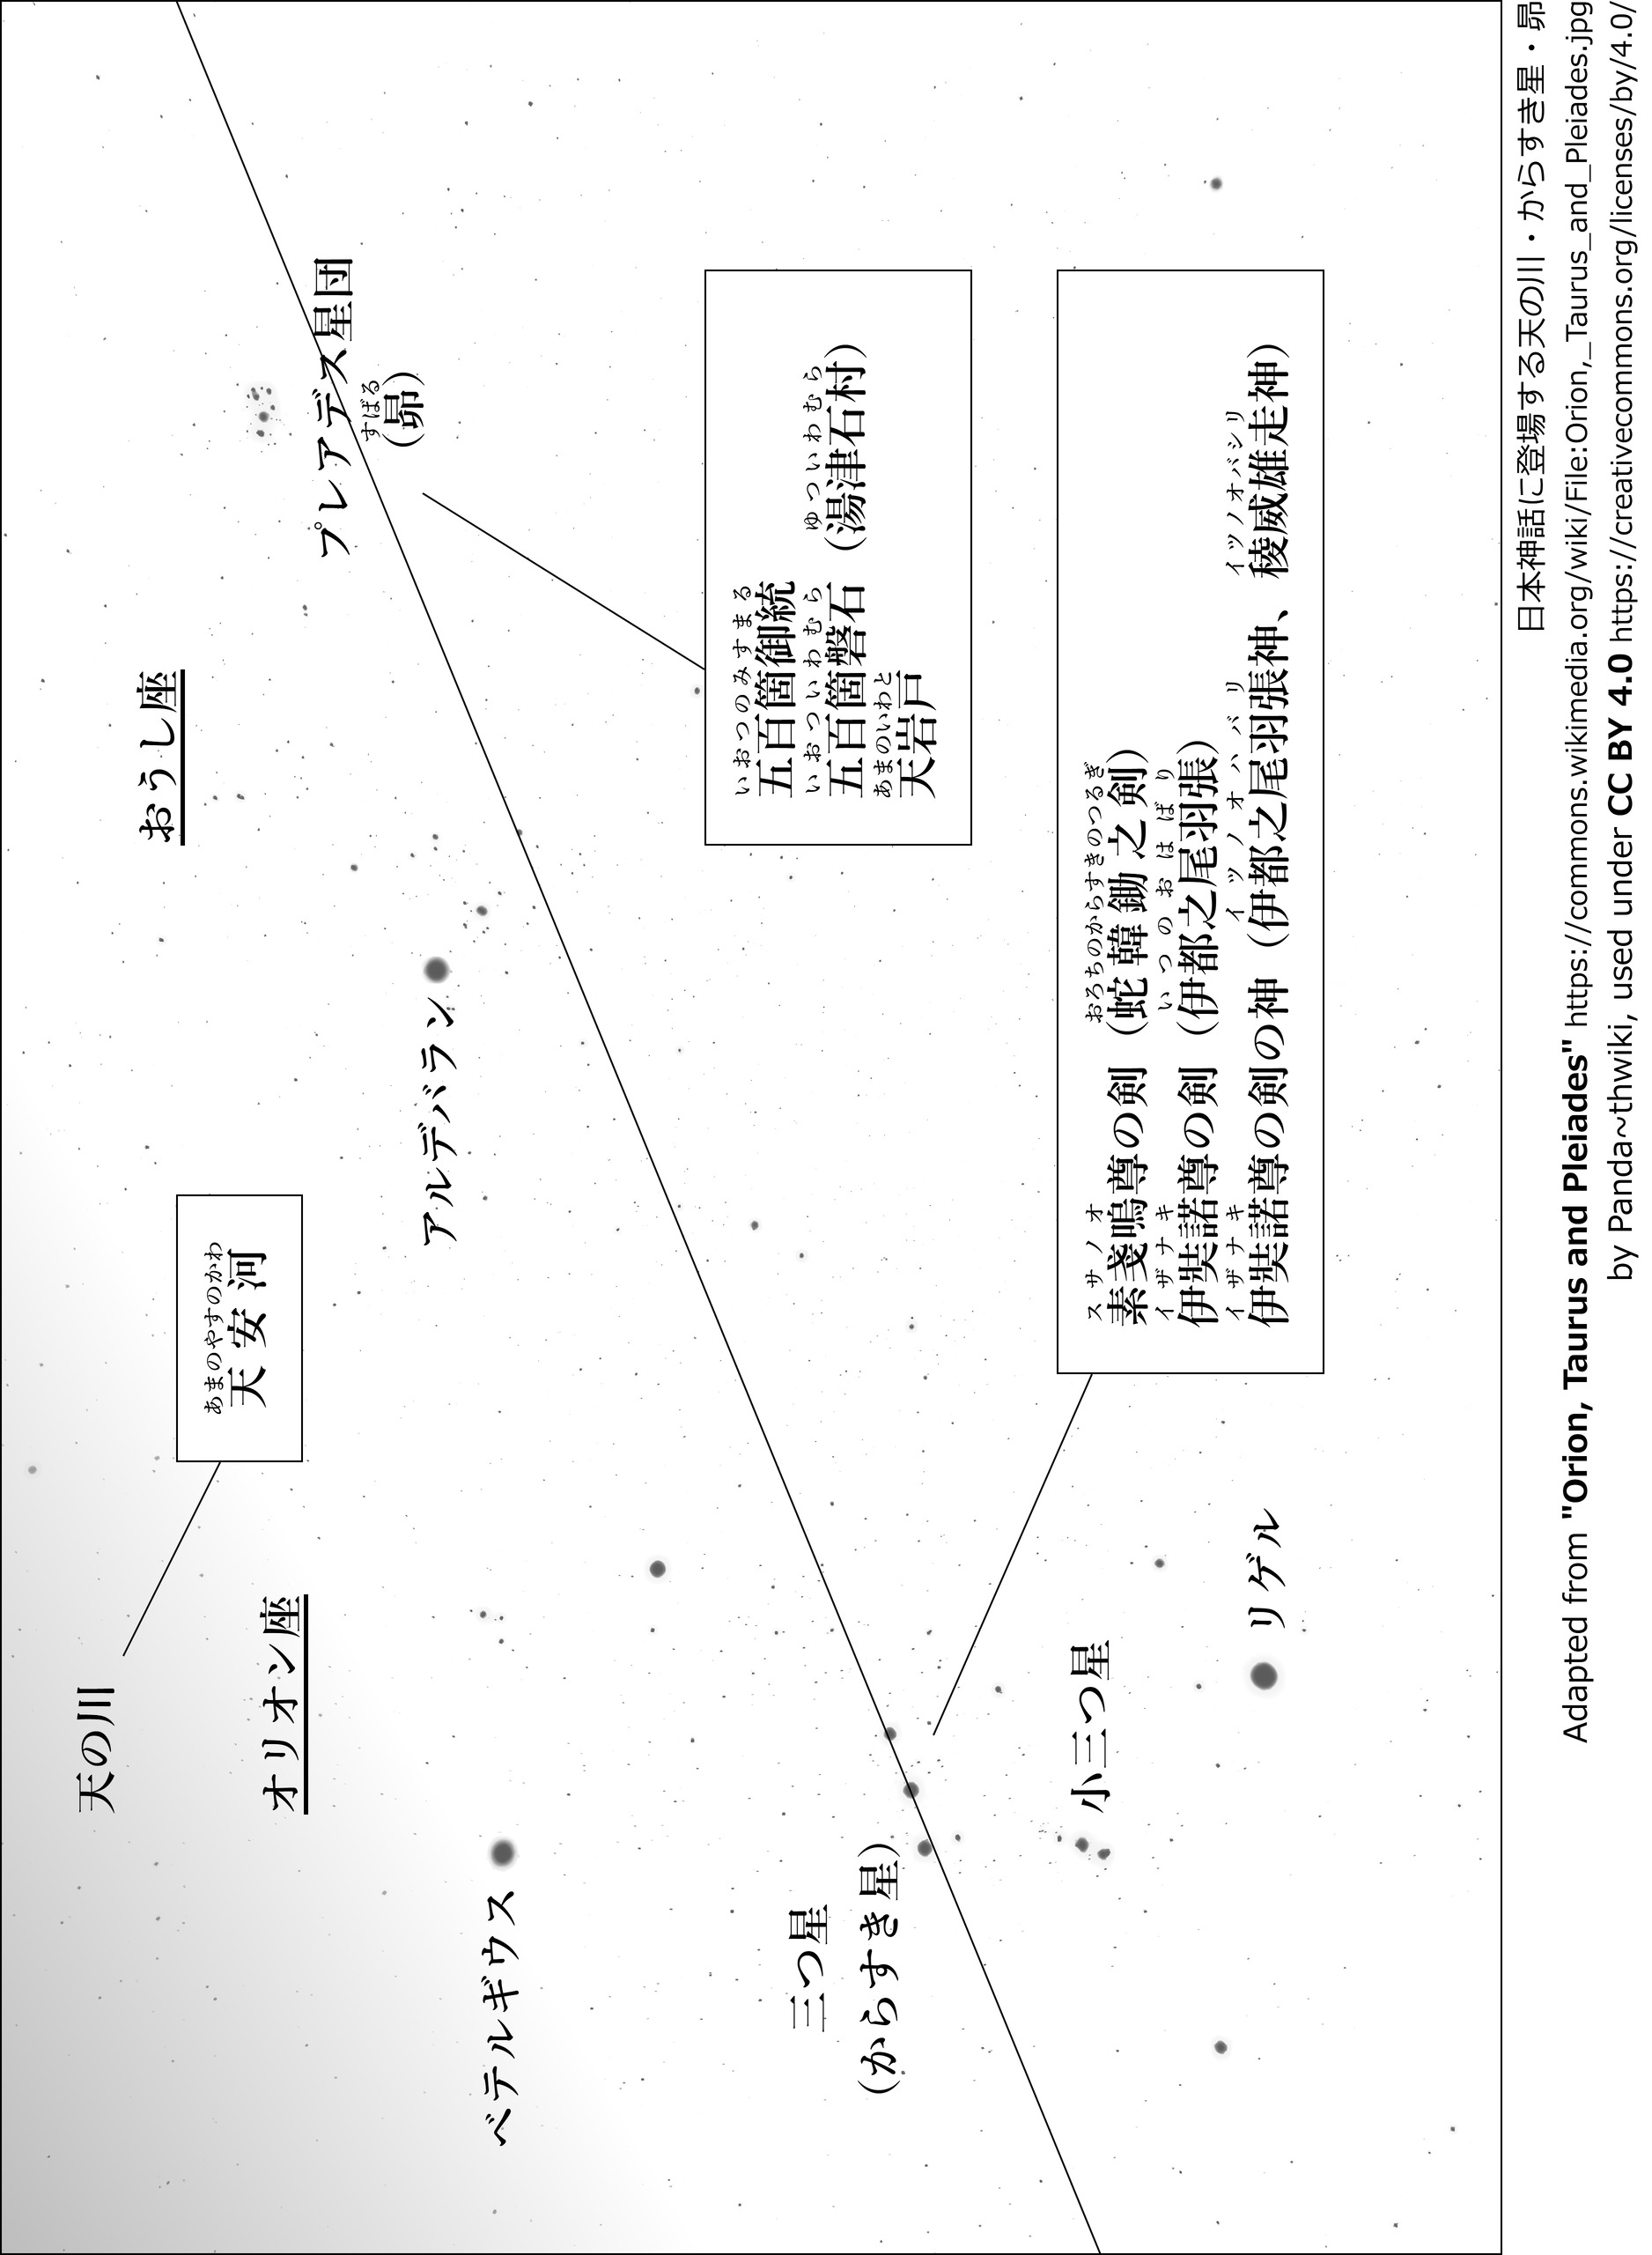 天の川
天安河
あまのやすのかわ
オリオン座
おうし座
プレアデス星団
すばる
(昴)
アルデバラン
ベテルギウス
いおつのみすまる
五百箇御統
いおついわむら ゆついわむら
五百箇磐石 (湯津石村)
あまのいわと
天岩戸
三つ星
(からすき星)
スサノオ おろちのからすきのつるぎ
素戔嗚尊の剣 (蛇韓鋤之剣)
イザナキ いつのおはばり
伊奘諾尊の剣 (伊都之尾羽張)
イザナキ イツノオハバリ イツノオバシリ
伊奘諾尊の剣の神 (伊都之尾羽張神、稜威雄走神)
小三つ星
リゲル
日本神話に登場する天の川・からすき星・昴
Adapted from "Orion, Taurus and Pleiades" https://commons.wikimedia.org/wiki/File:Orion,_Taurus_and_Pleiades.jpg
by Panda~thwiki, used under CC BY 4.0 https://creativecommons.org/licenses/by/4.0/